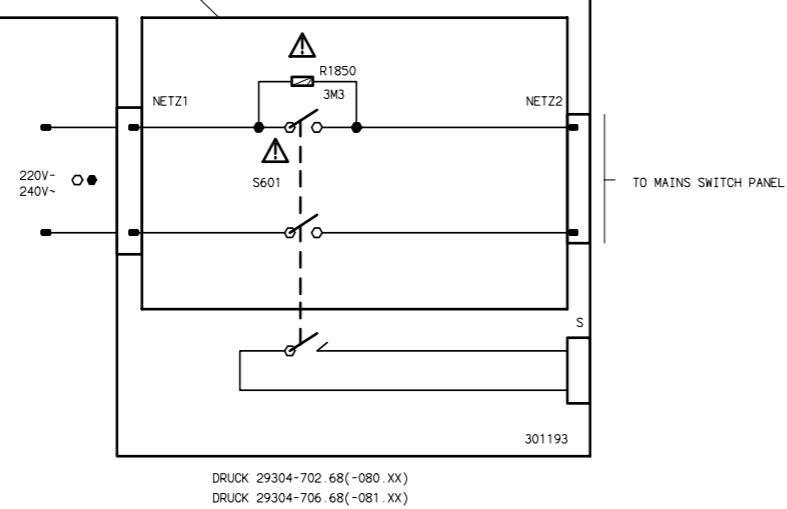 R1850
3M3
NETZ1
NETZ2
S601
220V~
240V~
TO MAINS SWITCH PANEL
S
301193
DRUCK 29304-702.68(-080.XX)
DRUCK 29304-706.68(-081.XX)